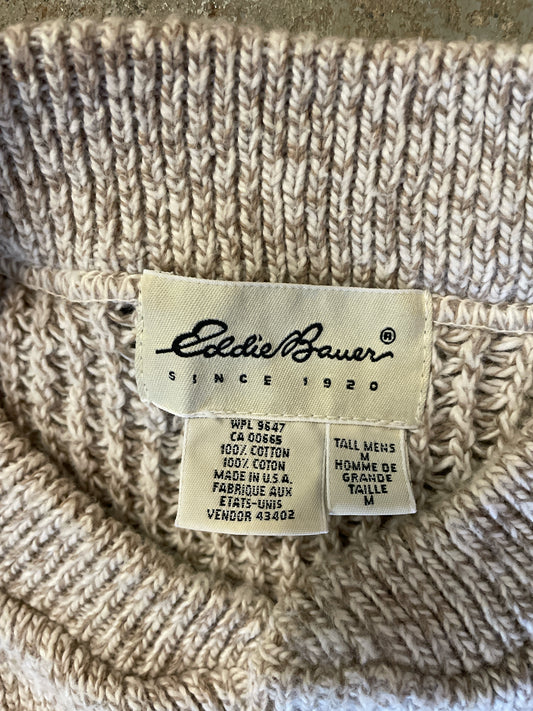 Eddie Bauer®
SINCE 1920
WPL 9647
CA 00665
100% COTTON
100% COTON
MADE IN U.S.A.
FABRIQUE AUX
ETATS-UNIS
VENDOR 43402
TALL MENS
M
HOMME DE
GRANDE
TAILLE
M